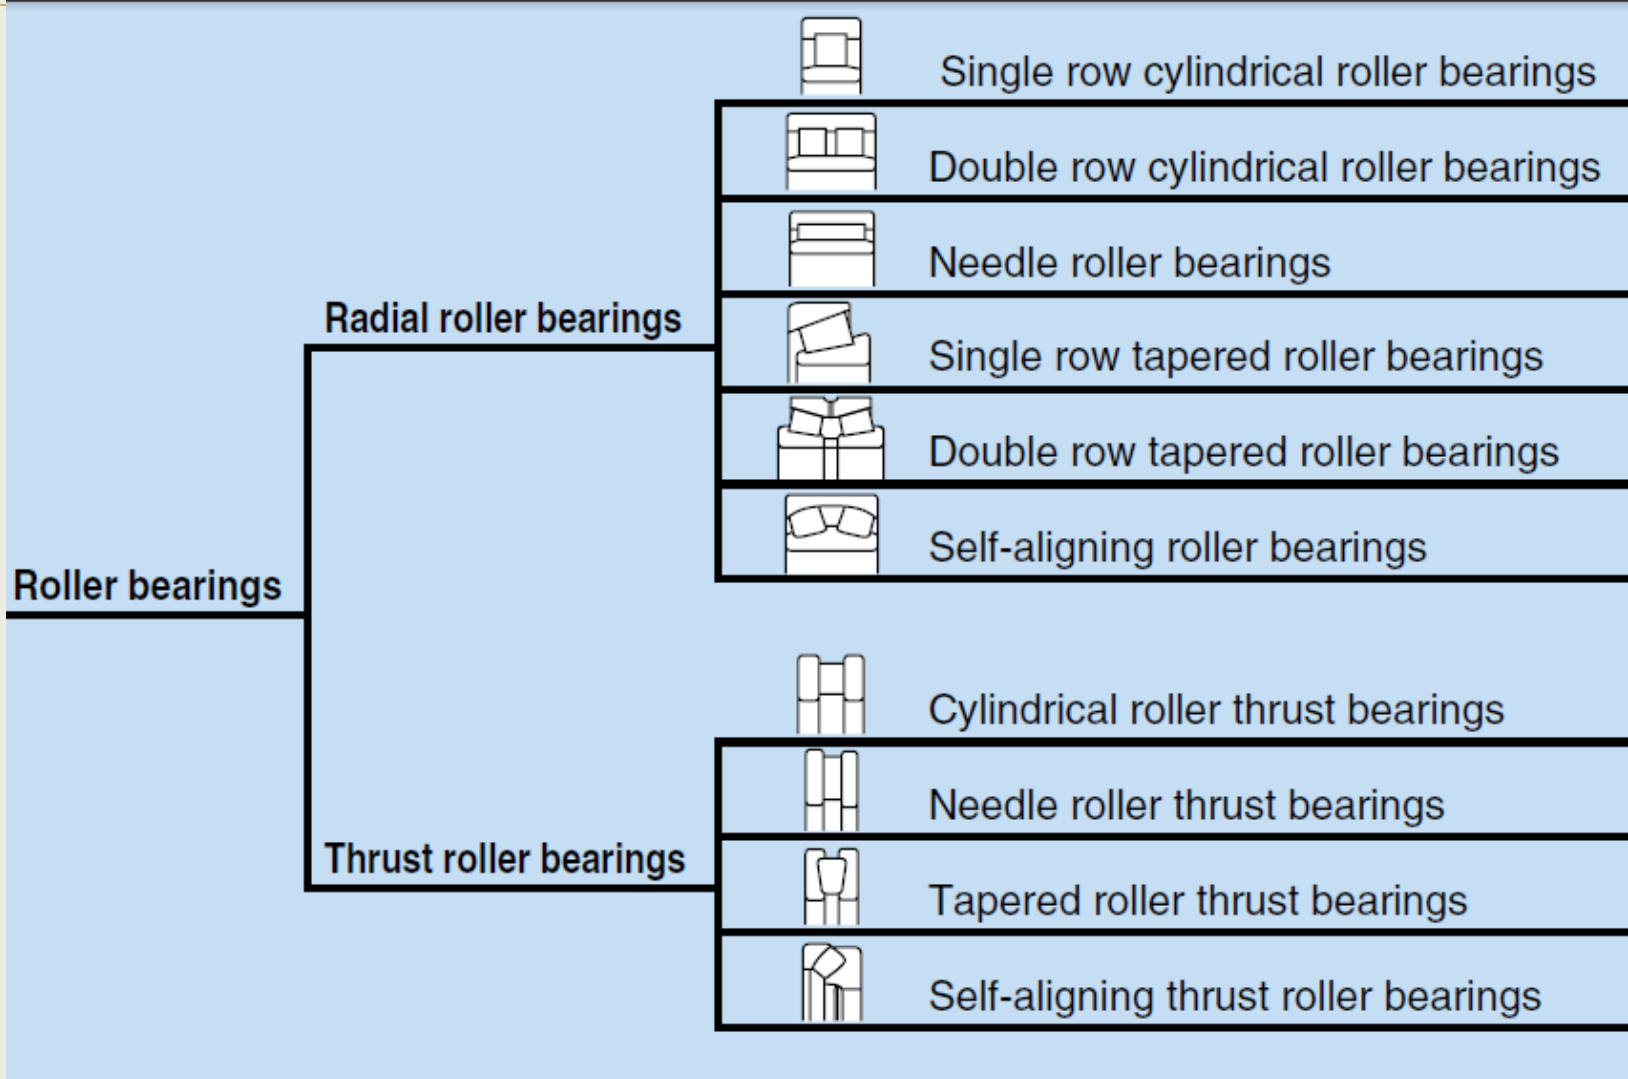 Single row cylindrical roller bearings
Double row cylindrical roller bearings
Needle roller bearings
Radial roller bearings
Single row tapered roller bearings
Double row tapered roller bearings
Self-aligning roller bearings
Roller bearings
Cylindrical roller thrust bearings
Needle roller thrust bearings
Thrust roller bearings
Tapered roller thrust bearings
Self-aligning thrust roller bearings